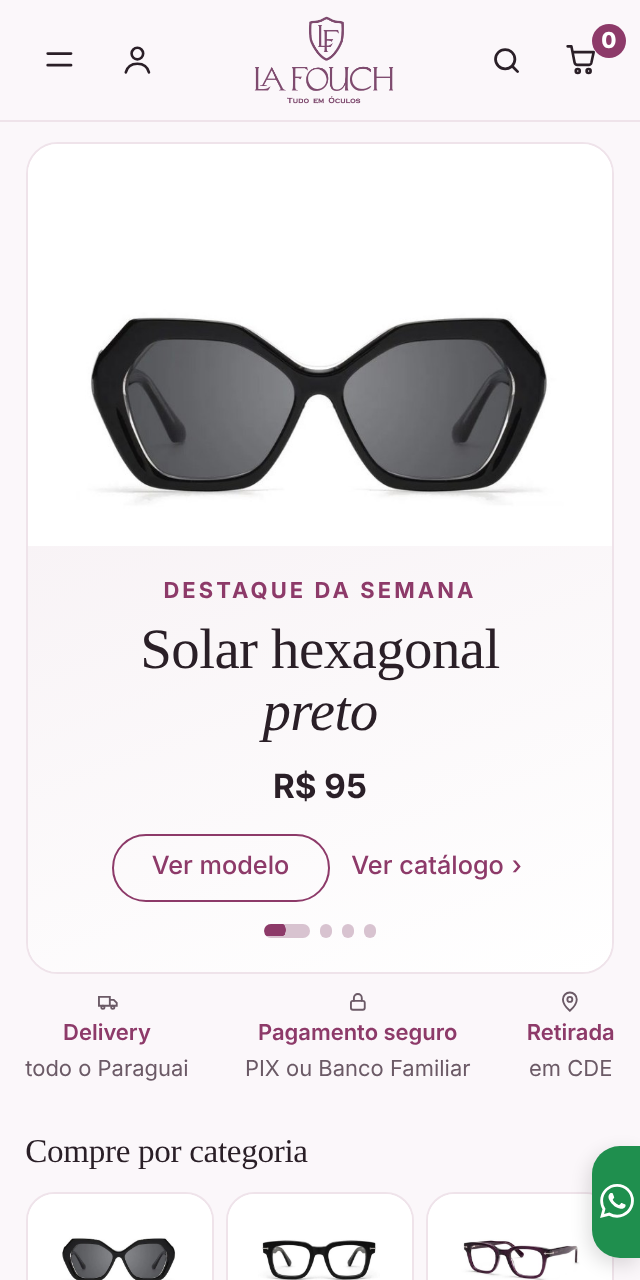 0
LF
LA FOUCH
Tudo em Óculos
DESTAQUE DA SEMANA
Solar hexagonal
preto
R$ 95
Ver modelo
Ver catálogo ›
Delivery
todo o Paraguai
Pagamento seguro
PIX ou Banco Familiar
Retirada
em CDE
Compre por categoria